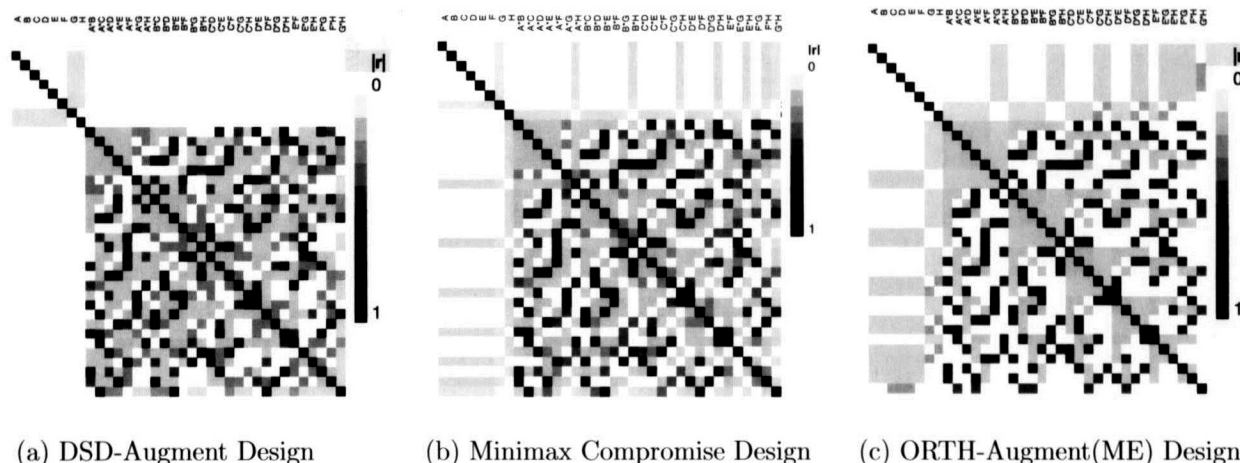 A B C D E F G H A*B A*C A*D A*E A*F A*G A*H B*C B*D B*E B*F B*G B*H C*D C*E C*F C*G C*H D*E D*F D*G D*H E*F E*G E*H F*G F*H G*H
|r|
0
1
(a) DSD-Augment Design
A B C D E F G H A*B A*C A*D A*E A*F A*G A*H B*C B*D B*E B*F B*G B*H C*D C*E C*F C*G C*H D*E D*F D*G D*H E*F E*G E*H F*G F*H G*H
|r|
0
1
(b) Minimax Compromise Design
A B C D E F G H A*B A*C A*D A*E A*F A*G A*H B*C B*D B*E B*F B*G B*H C*D C*E C*F C*G C*H D*E D*F D*G D*H E*F E*G E*H F*G F*H G*H
|r
0
1
(c) ORTH-Augment(ME) Design